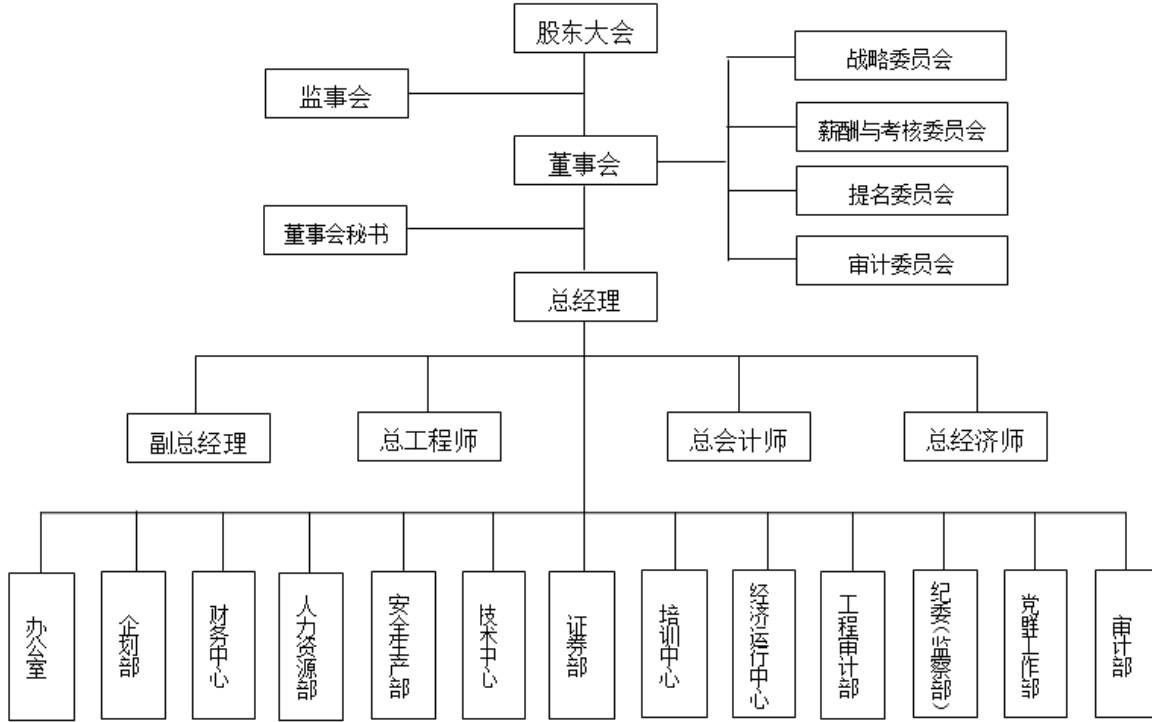 股东大会
战略委员会
监事会
薪酬与考核委员会
董事会
提名委员会
董事会秘书
审计委员会
总经理
副总经理
总工程师
总会计师
总经济师
办公室
企划部
财务中心
人力资源部
安全生产部
技术中心
证券部
培训中心
经济运行中心
工程审计部
纪委（监察部）
党群工作部
审计部